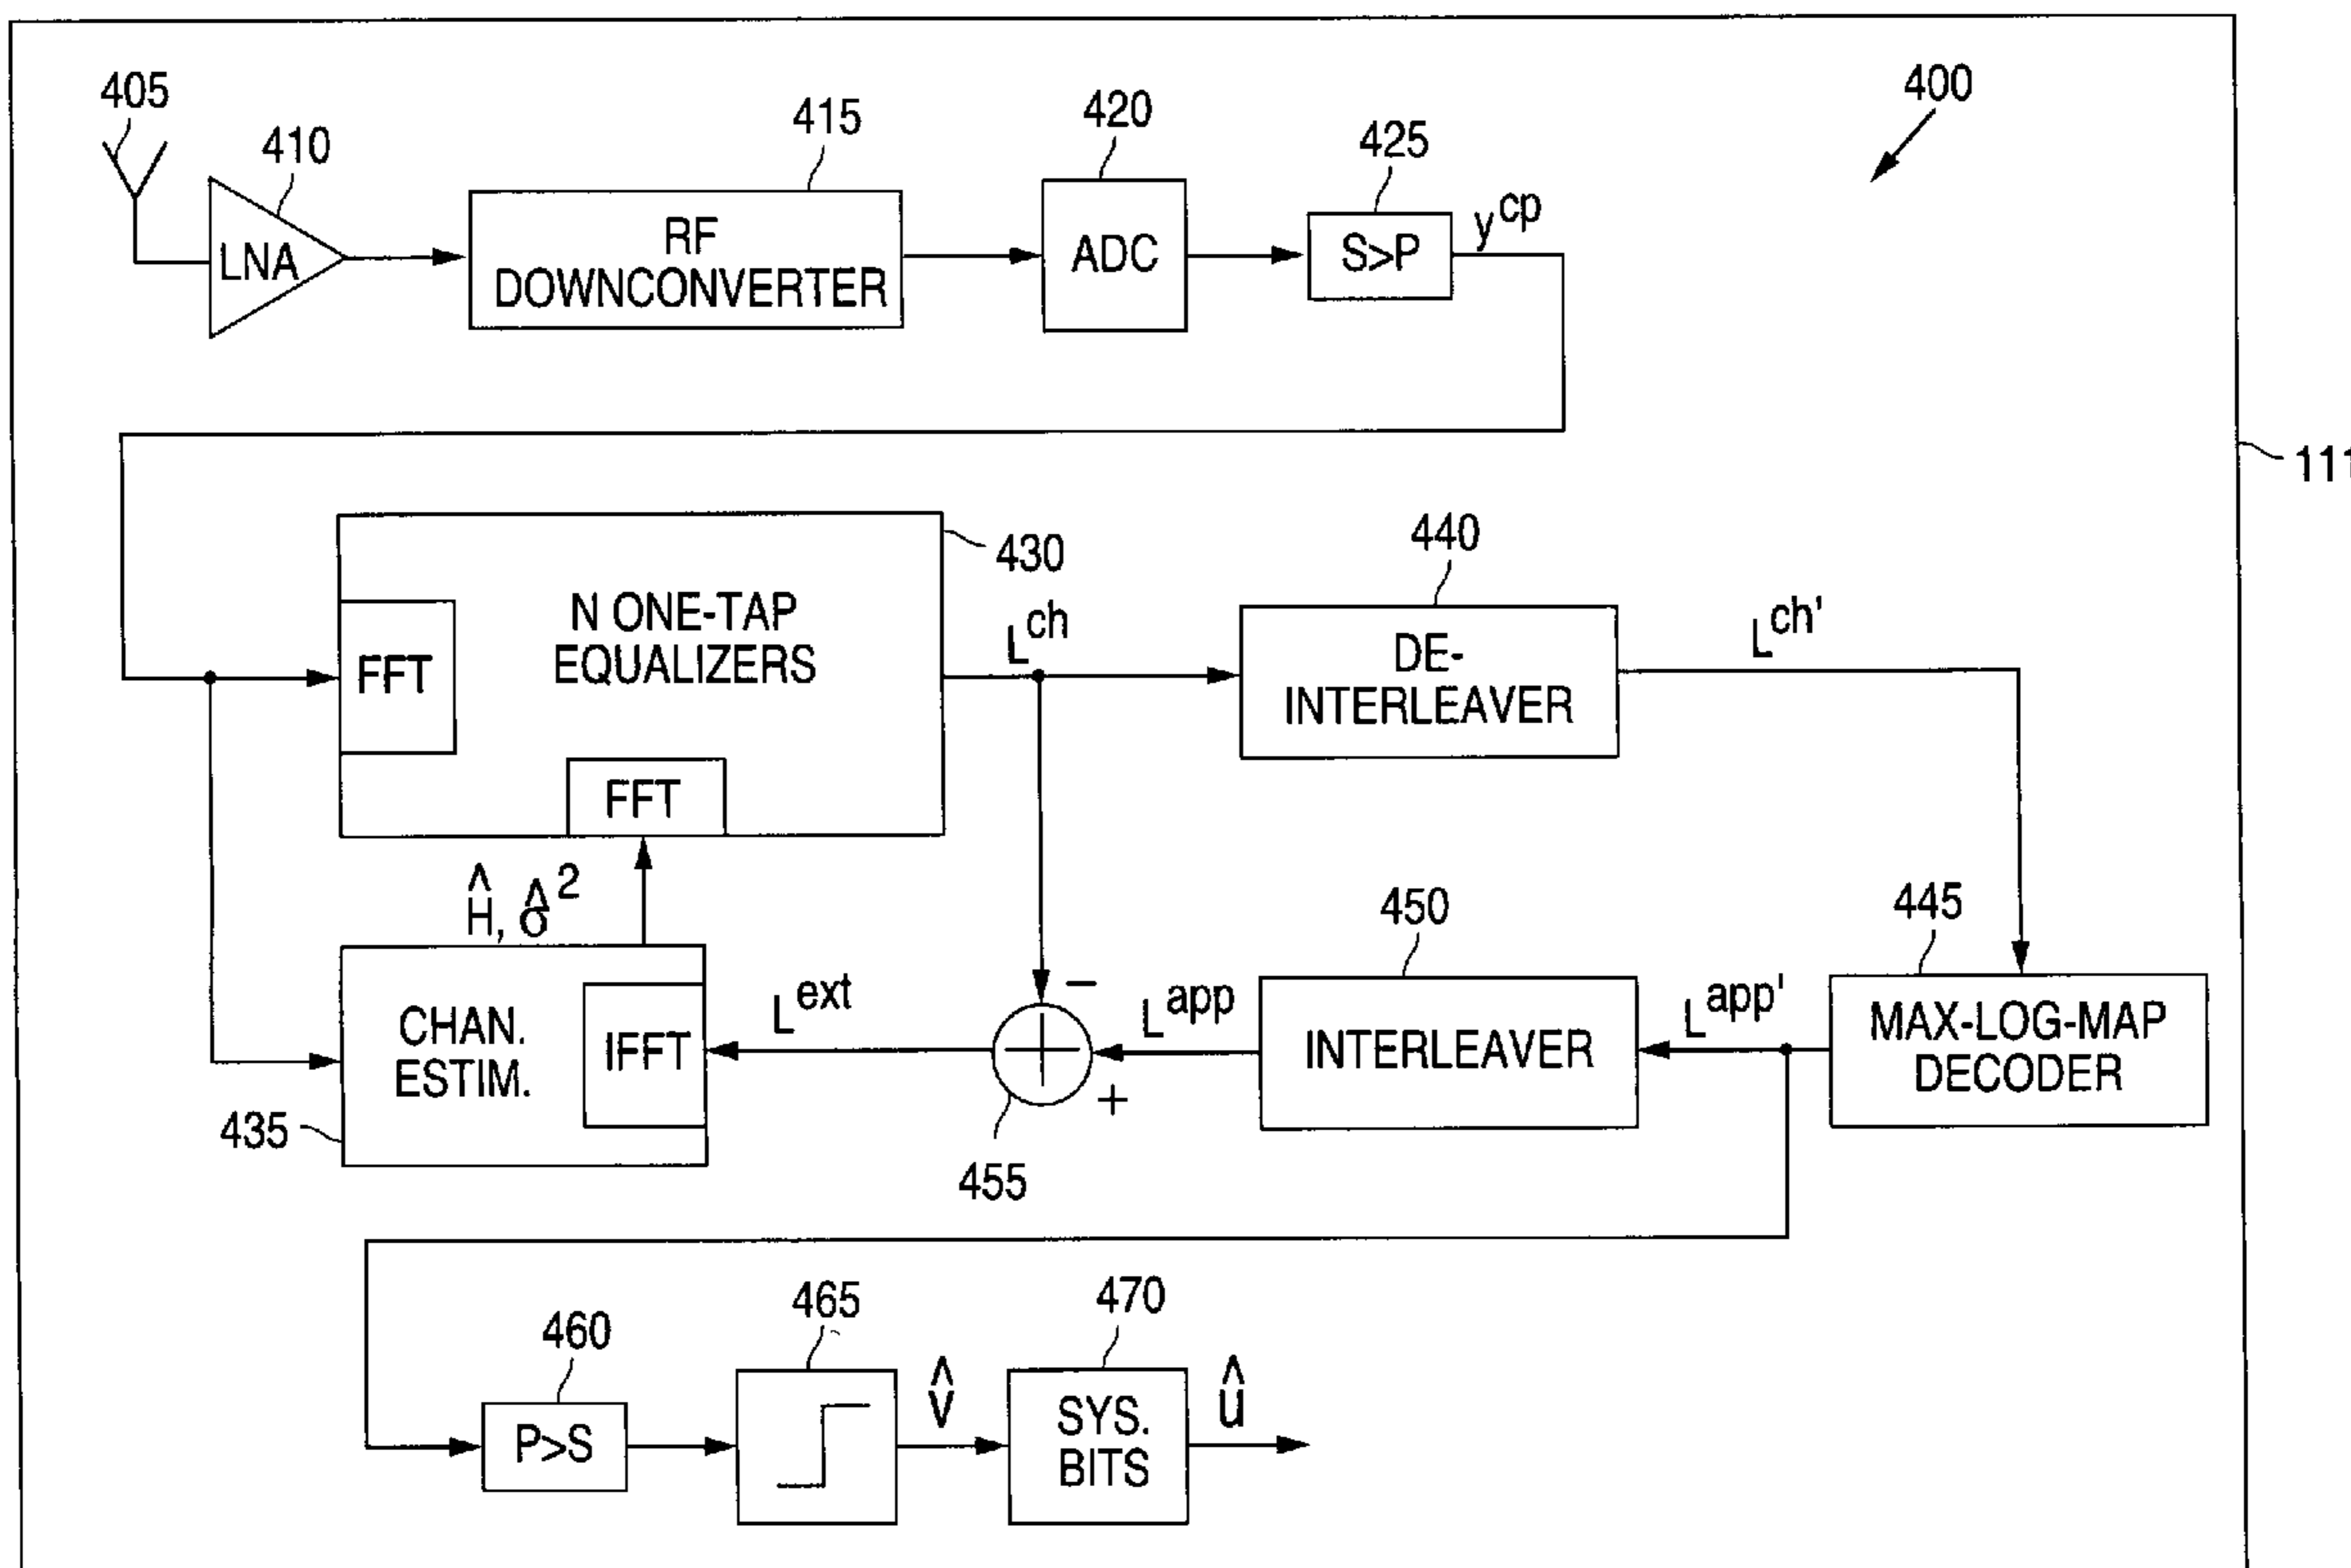 400
405
410
LNA
415
RF
DOWNCONVERTER
420
ADC
425
S>P
y^cp
111
430
N ONE-TAP
EQUALIZERS
FFT
FFT
L^ch
440
DE-
INTERLEAVER
L^ch'
Ĥ, σ̂^2
CHAN.
ESTIM.
IFFT
435
L^ext
−
+
455
L^app
450
INTERLEAVER
L^app'
445
MAX-LOG-MAP
DECODER
460
P>S
465
v̂
470
SYS.
BITS
û